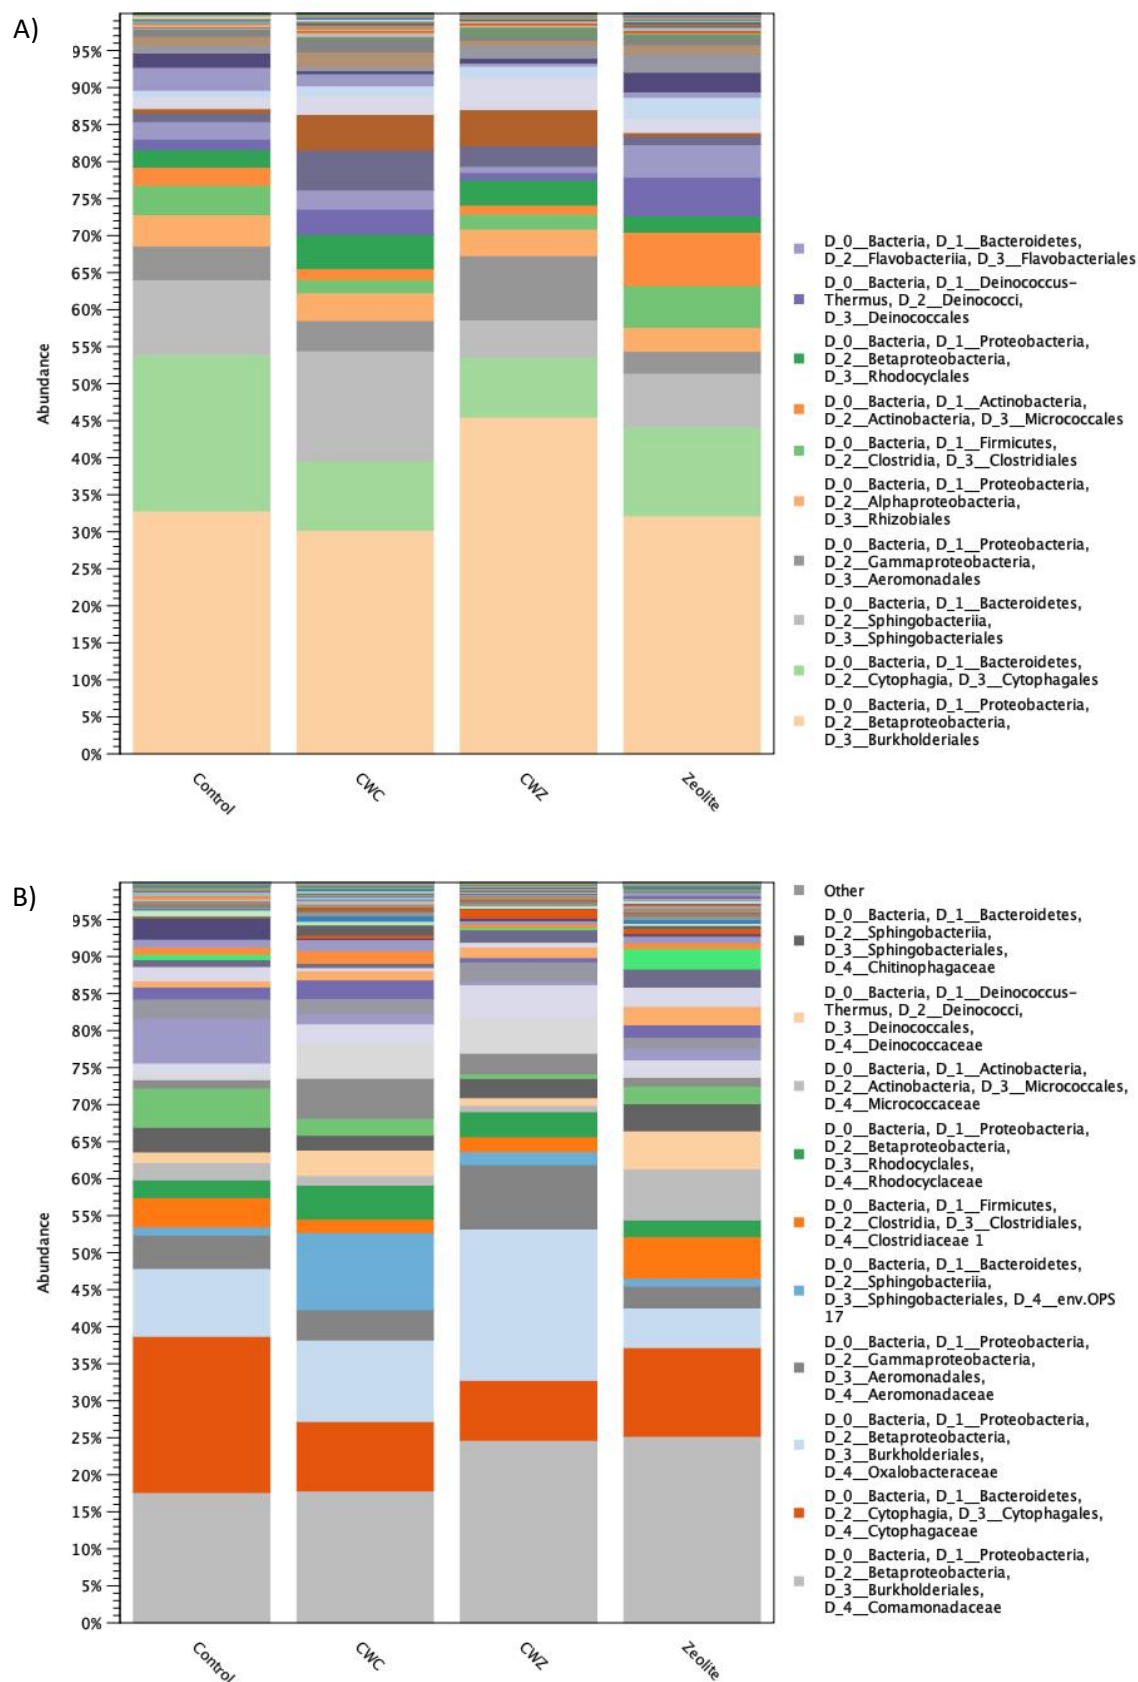 A)
95%
90%
85%
80%
75%
70%
65%
60%
55%
50%
45%
40%
35%
30%
25%
20%
15%
10%
5%
0%
Abundance
Control
CWC
CWZ
Zeolite
D_0__Bacteria, D_1__Bacteroidetes,
D_2__Flavobacteriia, D_3__Flavobacteriales
D_0__Bacteria, D_1__Deinococcus-
Thermus, D_2__Deinococci,
D_3__Deinococcales
D_0__Bacteria, D_1__Proteobacteria,
D_2__Betaproteobacteria,
D_3__Rhodocyclales
D_0__Bacteria, D_1__Actinobacteria,
D_2__Actinobacteria, D_3__Micrococcales
D_0__Bacteria, D_1__Firmicutes,
D_2__Clostridia, D_3__Clostridiales
D_0__Bacteria, D_1__Proteobacteria,
D_2__Alphaproteobacteria,
D_3__Rhizobiales
D_0__Bacteria, D_1__Proteobacteria,
D_2__Gammaproteobacteria,
D_3__Aeromonadales
D_0__Bacteria, D_1__Bacteroidetes,
D_2__Sphingobacteriia,
D_3__Sphingobacteriales
D_0__Bacteria, D_1__Bacteroidetes,
D_2__Cytophagia, D_3__Cytophagales
D_0__Bacteria, D_1__Proteobacteria,
D_2__Betaproteobacteria,
D_3__Burkholderiales
B)
95%
90%
85%
80%
75%
70%
65%
60%
55%
50%
45%
40%
35%
30%
25%
20%
15%
10%
5%
0%
Abundance
Control
CWC
CWZ
Zeolite
Other
D_0__Bacteria, D_1__Bacteroidetes,
D_2__Sphingobacteriia,
D_3__Sphingobacteriales,
D_4__Chitinophagaceae
D_0__Bacteria, D_1__Deinococcus-
Thermus, D_2__Deinococci,
D_3__Deinococcales,
D_4__Deinococcaceae
D_0__Bacteria, D_1__Actinobacteria,
D_2__Actinobacteria, D_3__Micrococcales,
D_4__Micrococcaceae
D_0__Bacteria, D_1__Proteobacteria,
D_2__Betaproteobacteria,
D_3__Rhodocyclales,
D_4__Rhodocyclaceae
D_0__Bacteria, D_1__Firmicutes,
D_2__Clostridia, D_3__Clostridiales,
D_4__Clostridiaceae 1
D_0__Bacteria, D_1__Bacteroidetes,
D_2__Sphingobacteriia,
D_3__Sphingobacteriales, D_4__env.OPS
17
D_0__Bacteria, D_1__Proteobacteria,
D_2__Gammaproteobacteria,
D_3__Aeromonadales,
D_4__Aeromonadaceae
D_0__Bacteria, D_1__Proteobacteria,
D_2__Betaproteobacteria,
D_3__Burkholderiales,
D_4__Oxalobacteraceae
D_0__Bacteria, D_1__Bacteroidetes,
D_2__Cytophagia, D_3__Cytophagales,
D_4__Cytophagaceae
D_0__Bacteria, D_1__Proteobacteria,
D_2__Betaproteobacteria,
D_3__Burkholderiales,
D_4__Comamonadaceae